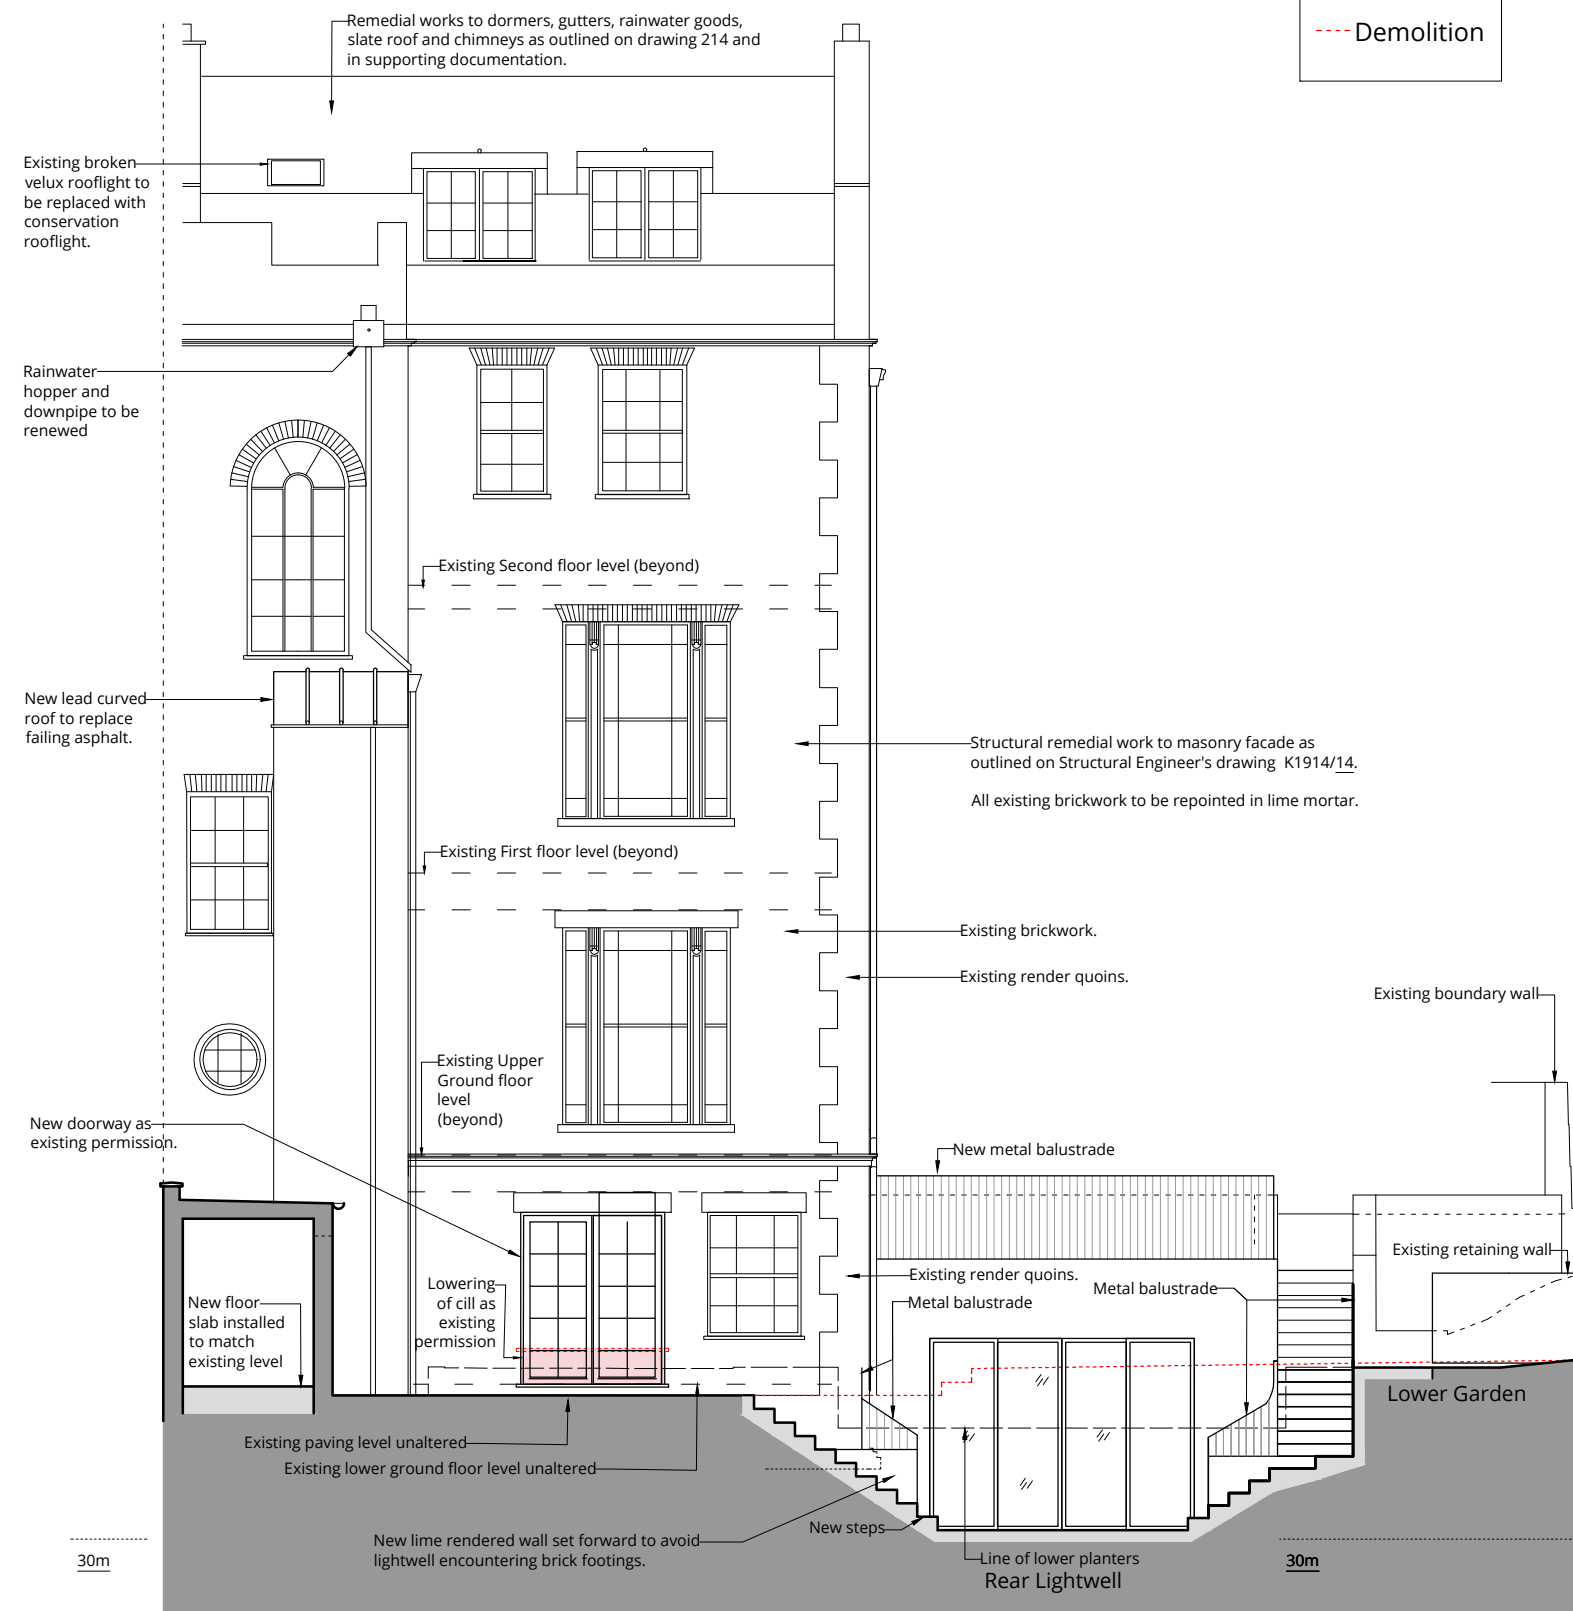 Remedial works to dormers, gutters, rainwater goods,
slate roof and chimneys as outlined on drawing 214 and
in supporting documentation.
Demolition
Existing broken
velux rooflight to
be replaced with
conservation
rooflight.
Rainwater
hopper and
downpipe to be
renewed
Existing Second floor level (beyond)
New lead curved
roof to replace
failing asphalt.
Structural remedial work to masonry facade as
outlined on Structural Engineer's drawing K1914/14.
All existing brickwork to be repointed in lime mortar.
Existing First floor level (beyond)
Existing brickwork.
Existing render quoins.
Existing boundary wall
Existing Upper
Ground floor
level
(beyond)
New doorway as
existing permission.
New metal balustrade
Existing retaining wall
Existing render quoins.
Metal balustrade
Metal balustrade
Lowering
of cill as
existing
permission
New floor
slab installed
to match
existing level
Lower Garden
Existing paving level unaltered
Existing lower ground floor level unaltered
New steps
New lime rendered wall set forward to avoid
lightwell encountering brick footings.
Line of lower planters
Rear Lightwell
30m
30m